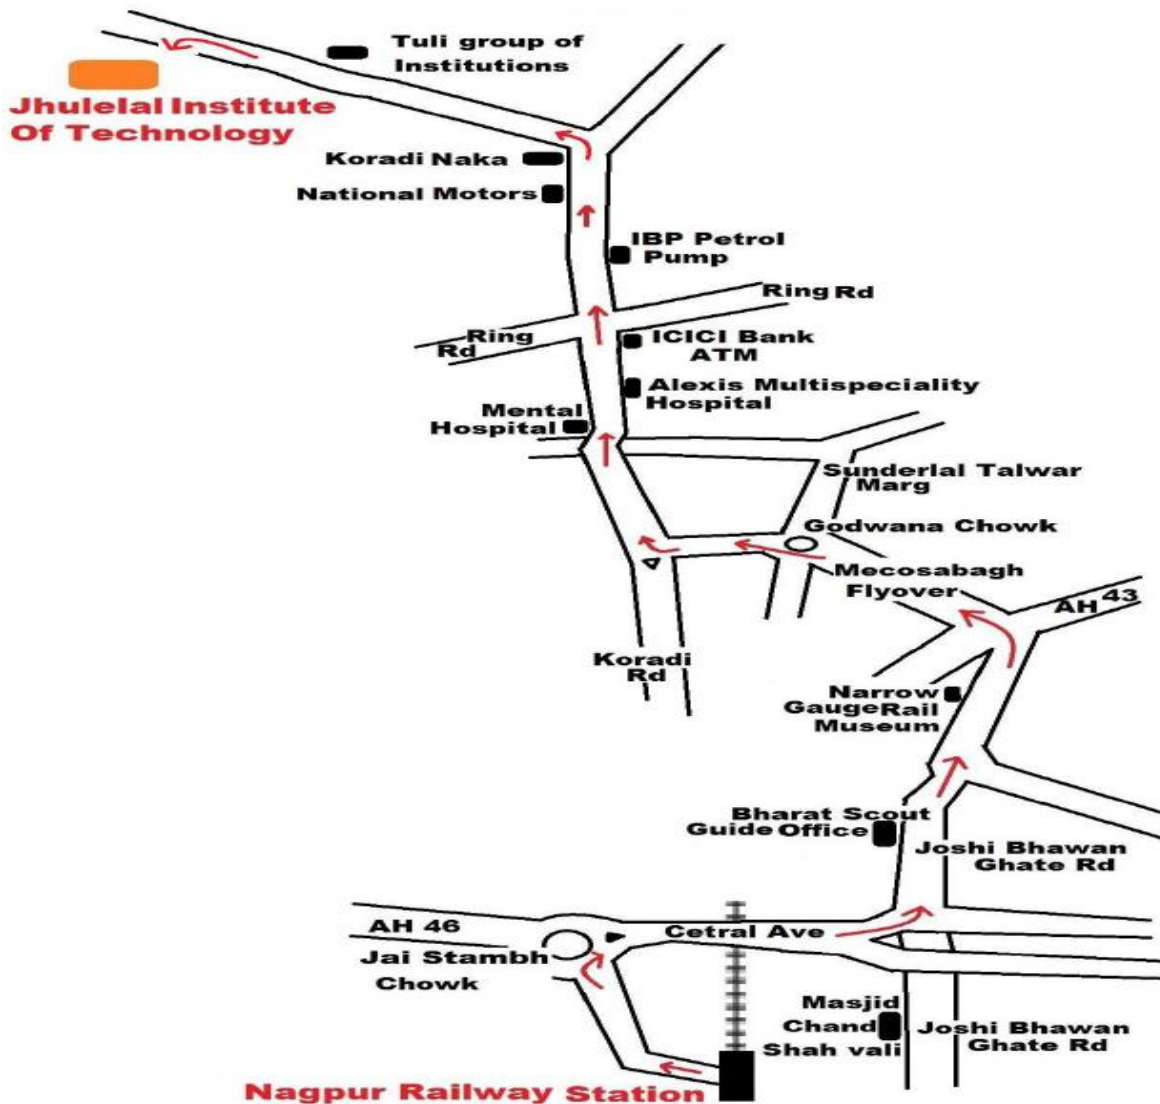 Tuli group of
Institutions
Jhulelal Institute
Of Technology
Koradi Naka
National Motors
IBP Petrol
Pump
Ring Rd
Ring
Rd
ICICI Bank
ATM
Alexis Multispeciality
Hospital
Mental
Hospital
Sunderlal Talwar
Marg
Godwana Chowk
Mecosabagh
Flyover
AH 43
Koradi
Rd
Narrow
Gauge Rail
Museum
Bharat Scout
Guide Office
Joshi Bhawan
Ghate Rd
AH 46
Cetral Ave
Jai Stambh
Chowk
Masjid
Chand
Shah vali
Joshi Bhawan
Ghate Rd
Nagpur Railway Station